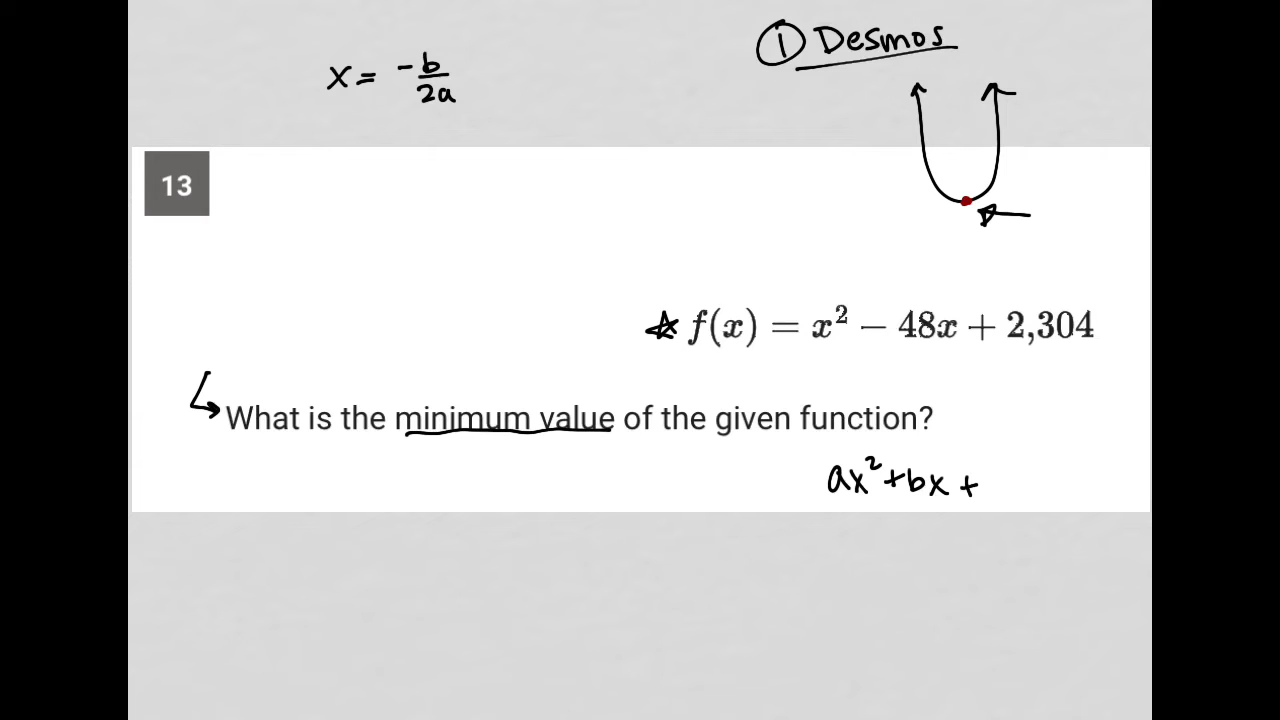 ① Desmos
x = -b/2a
13
☆ f(x) = x² − 48x + 2,304
What is the minimum value of the given function?
ax² + bx +